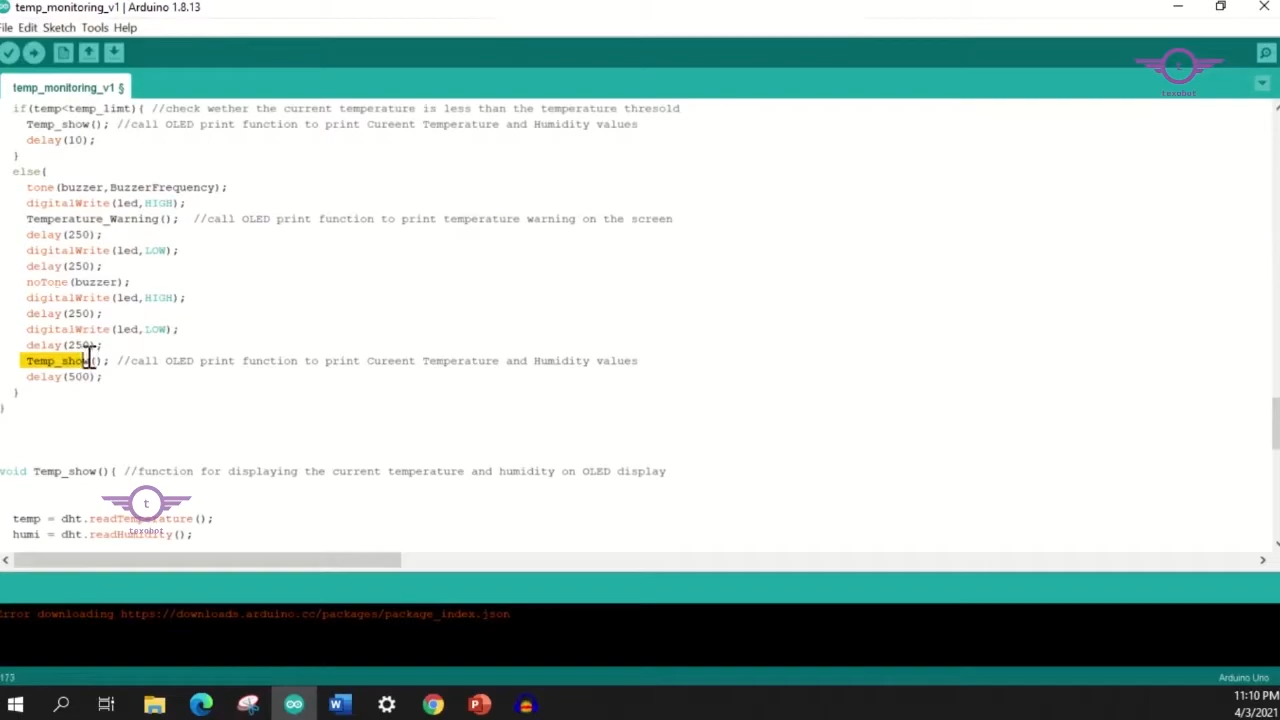 temp_monitoring_v1 | Arduino 1.8.13
File Edit Sketch Tools Help
t
texobot
temp_monitoring_v1 §
if(temp<temp_limt){ //check wether the current temperature is less than the temperature thresold
Temp_show(); //call OLED print function to print Cureent Temperature and Humidity values
delay(10);
}
else{
tone(buzzer,BuzzerFrequency);
digitalWrite(led,HIGH);
Temperature_Warning(); //call OLED print function to print temperature warning on the screen
delay(250);
digitalWrite(led,LOW);
delay(250);
noTone(buzzer);
digitalWrite(led,HIGH);
delay(250);
digitalWrite(led,LOW);
delay(250);
Temp_show(); //call OLED print function to print Cureent Temperature and Humidity values
delay(500);
}
}
void Temp_show(){ //function for displaying the current temperature and humidity on OLED display
t
texobot
temp = dht.readTemperature();
humi = dht.readHumidity();
Error downloading https://downloads.arduino.cc/packages/package_index.json
173
Arduino Uno
11:10 PM
4/3/2021